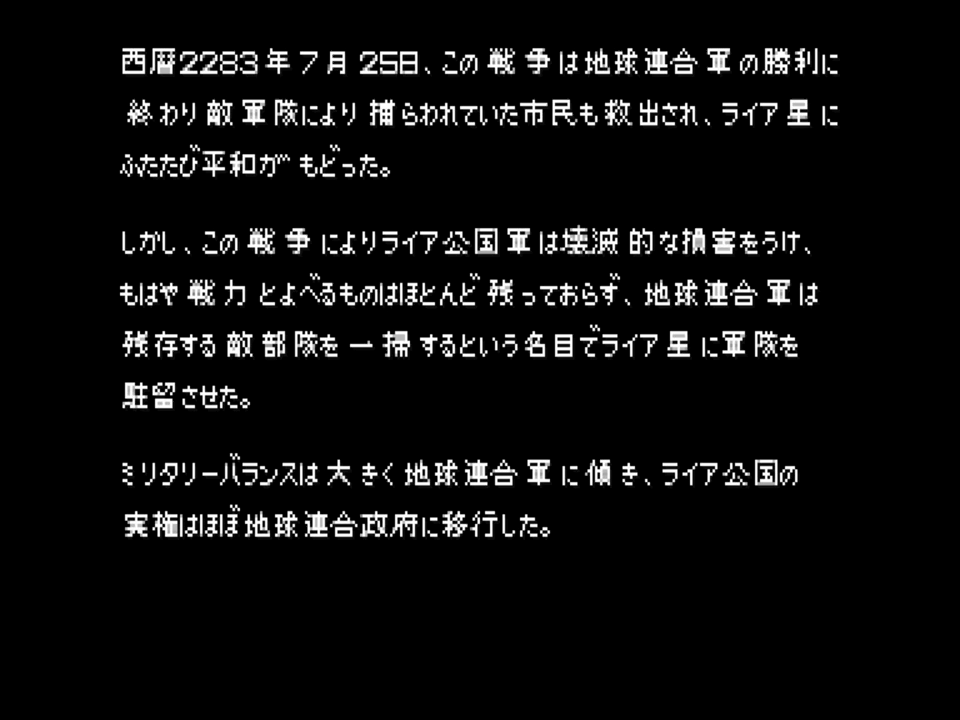 西暦2283年7月25日、この戦争は地球連合軍の勝利に
終わり敵軍隊により捕らわれていた市民も救出され、ライア星に
ふたたび平和がもどった。
しかし、この戦争によりライア公国軍は壊滅的な損害をうけ、
もはや戦力とよべるものはほとんど残っておらず、地球連合軍は
残存する敵部隊を一掃するという名目でライア星に軍隊を
駐留させた。
ミリタリーバランスは大きく地球連合軍に傾き、ライア公国の
実権はほぼ地球連合政府に移行した。